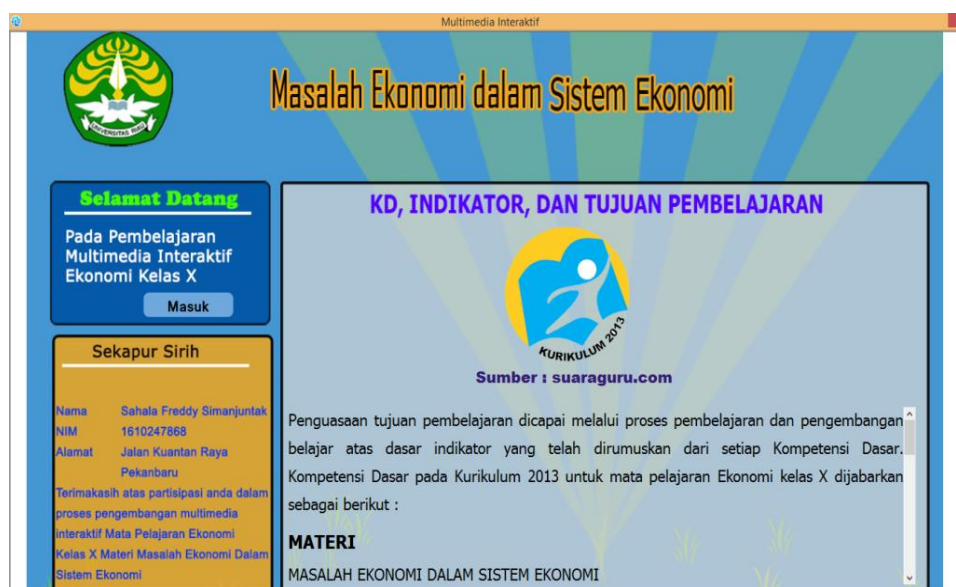 Multimedia Interaktif
Masalah Ekonomi dalam Sistem Ekonomi
UNIVERSITAS RIAU
Selamat Datang
Pada Pembelajaran
Multimedia Interaktif
Ekonomi Kelas X
Masuk
Sekapur Sirih
Nama Sahala Freddy Simanjuntak
NIM 1610247868
Alamat Jalan Kuantan Raya
Pekanbaru
Terimakasih atas partisipasi anda dalam
proses pengembangan multimedia
interaktif Mata Pelajaran Ekonomi
Kelas X Materi Masalah Ekonomi Dalam
Sistem Ekonomi
KD, INDIKATOR, DAN TUJUAN PEMBELAJARAN
KURIKULUM 2013
Sumber : suaraguru.com
Penguasaan tujuan pembelajaran dicapai melalui proses pembelajaran dan pengembangan
belajar atas dasar indikator yang telah dirumuskan dari setiap Kompetensi Dasar.
Kompetensi Dasar pada Kurikulum 2013 untuk mata pelajaran Ekonomi kelas X dijabarkan
sebagai berikut :
MATERI
MASALAH EKONOMI DALAM SISTEM EKONOMI